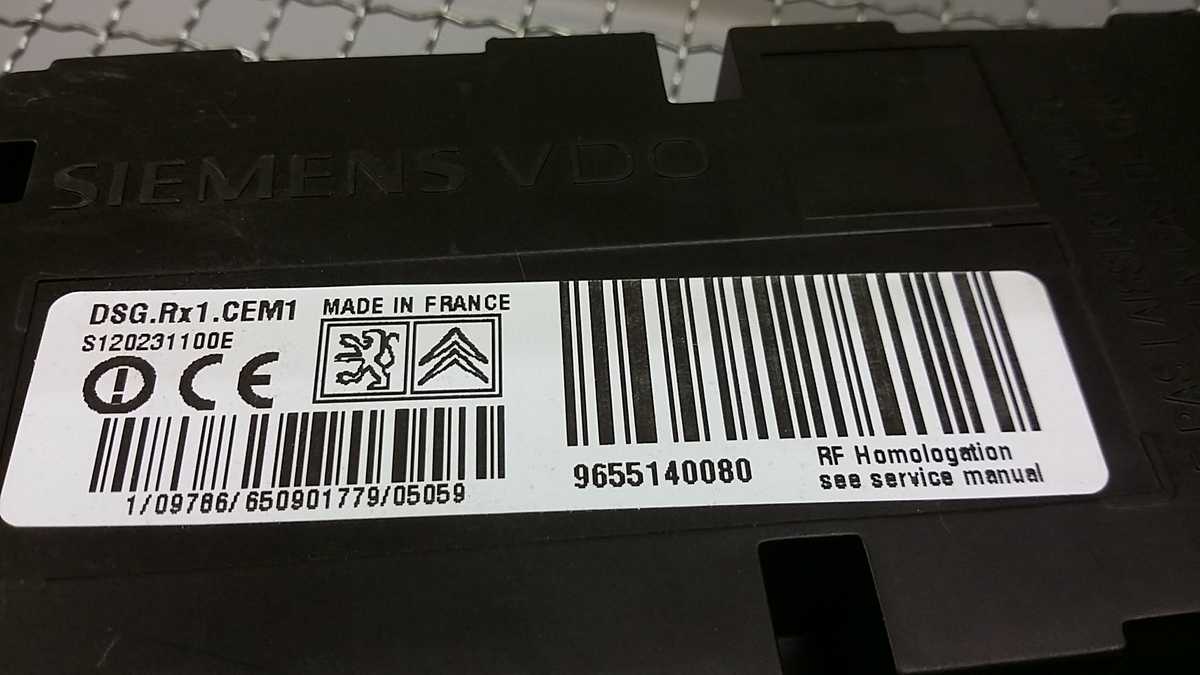 SIEMENS VDO
DSG.Rx1.CEM1
MADE IN FRANCE
S120231100E
CE
1/09786/650901779/05059
9655140080
RF Homologation
see service manual